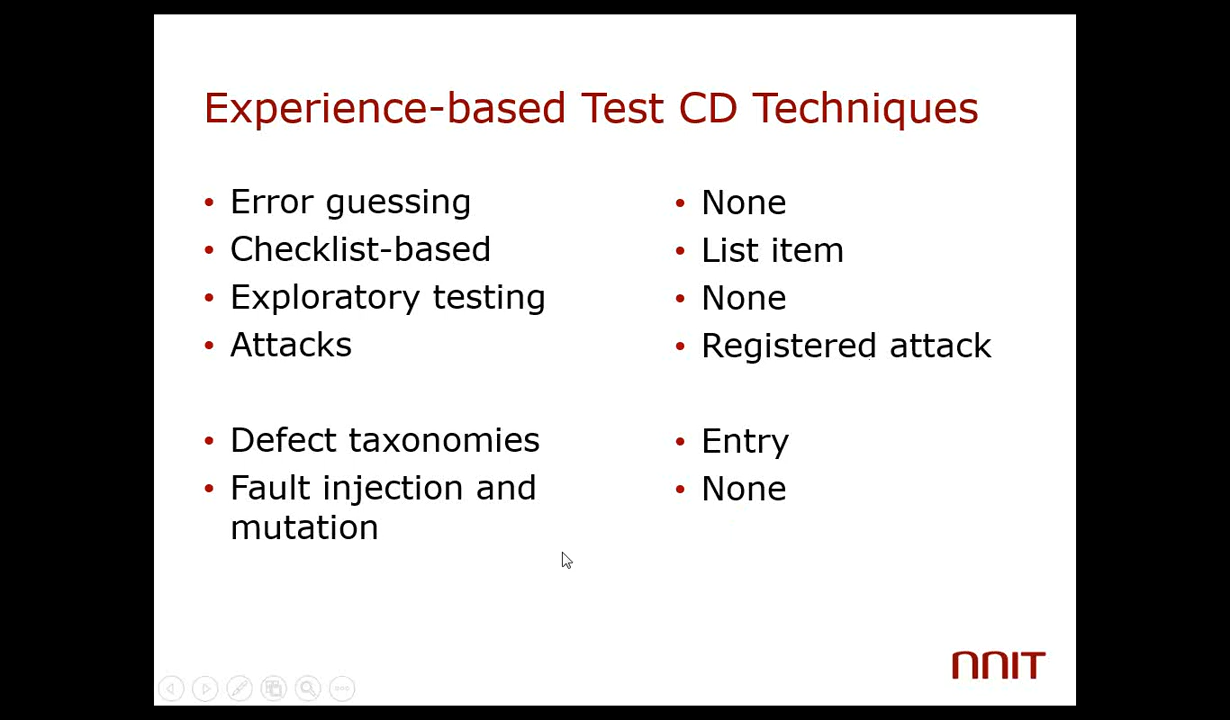 Experience-based Test CD Techniques
• Error guessing
• Checklist-based
• Exploratory testing
• Attacks
• Defect taxonomies
• Fault injection and
mutation
• None
• List item
• None
• Registered attack
• Entry
• None
nnit